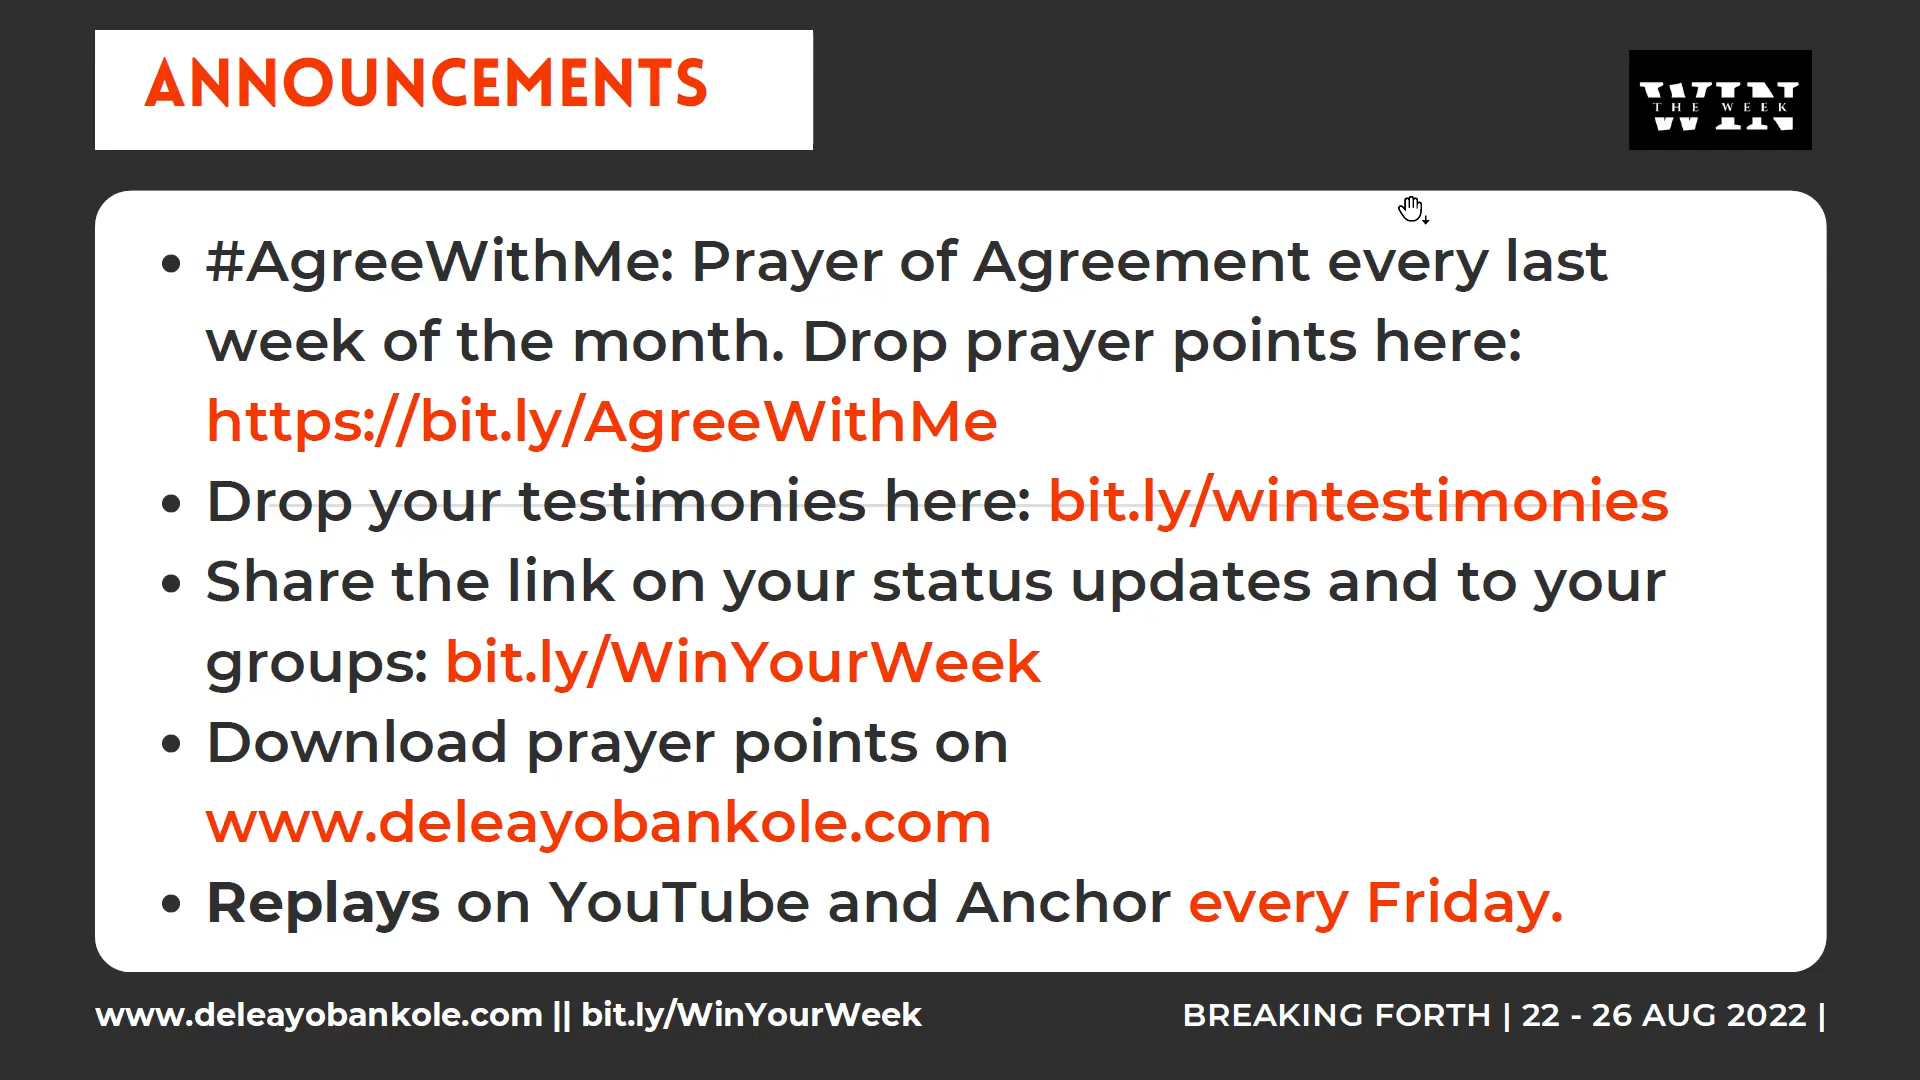 ANNOUNCEMENTS
WIN
THE WEEK
• #AgreeWithMe: Prayer of Agreement every last
week of the month. Drop prayer points here:
https://bit.ly/AgreeWithMe
• Drop your testimonies here: bit.ly/wintestimonies
• Share the link on your status updates and to your
groups: bit.ly/WinYourWeek
• Download prayer points on
www.deleayobankole.com
• Replays on YouTube and Anchor every Friday.
www.deleayobankole.com || bit.ly/WinYourWeek
BREAKING FORTH | 22 - 26 AUG 2022 |